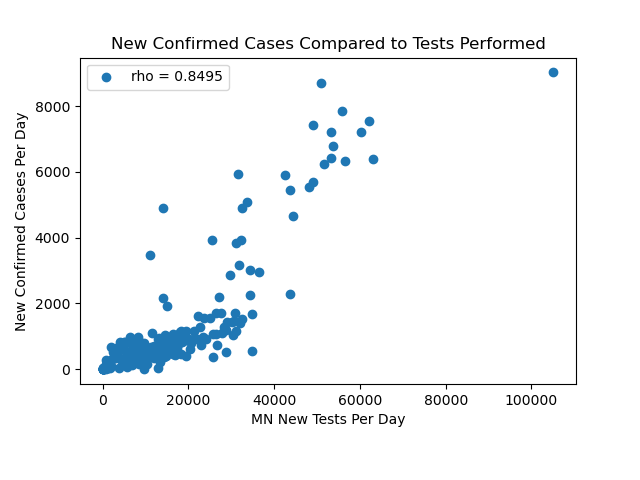 New Confirmed Cases Compared to Tests Performed
rho = 0.8495
New Confirmed Caeses Per Day
8000
6000
4000
2000
0
0 20000 40000 60000 80000 100000
MN New Tests Per Day